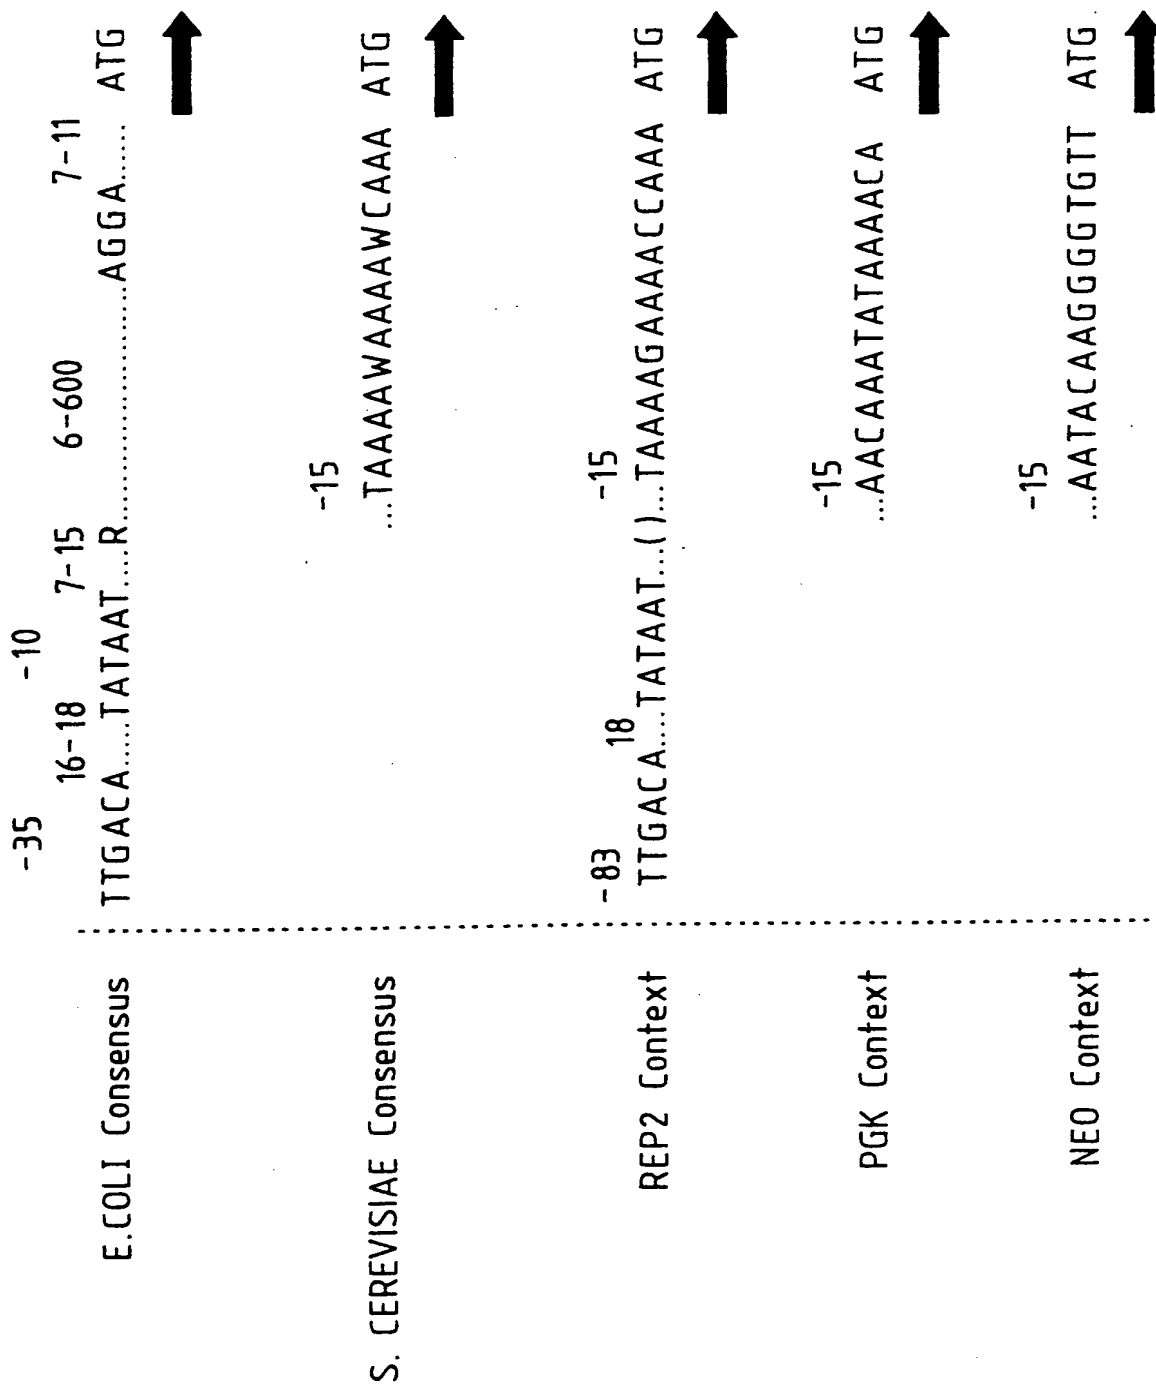 -35 -10
16-18 7-15 6-600 7-11
E.COLI Consensus TTGACA.....TATAAT....R........................AGGA...... ATG
-15
S. CEREVISIAE Consensus ...TAAAAWAAAAWCAAA ATG
-83 18 -15
REP2 Context TTGACA....TATAAT...()...TAAAAGAAAACCAAA ATG
-15
PGK Context ...AACAAATATAAAACA ATG
-15
NEO Context ...AATACAAGGGGTGTT ATG